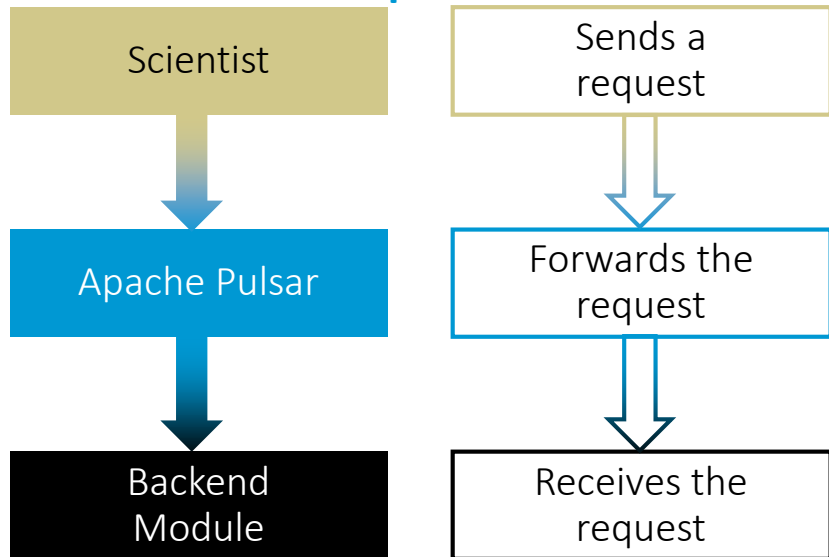 Scientist
Sends a
request
Apache Pulsar
Forwards the
request
Backend
Module
Receives the
request